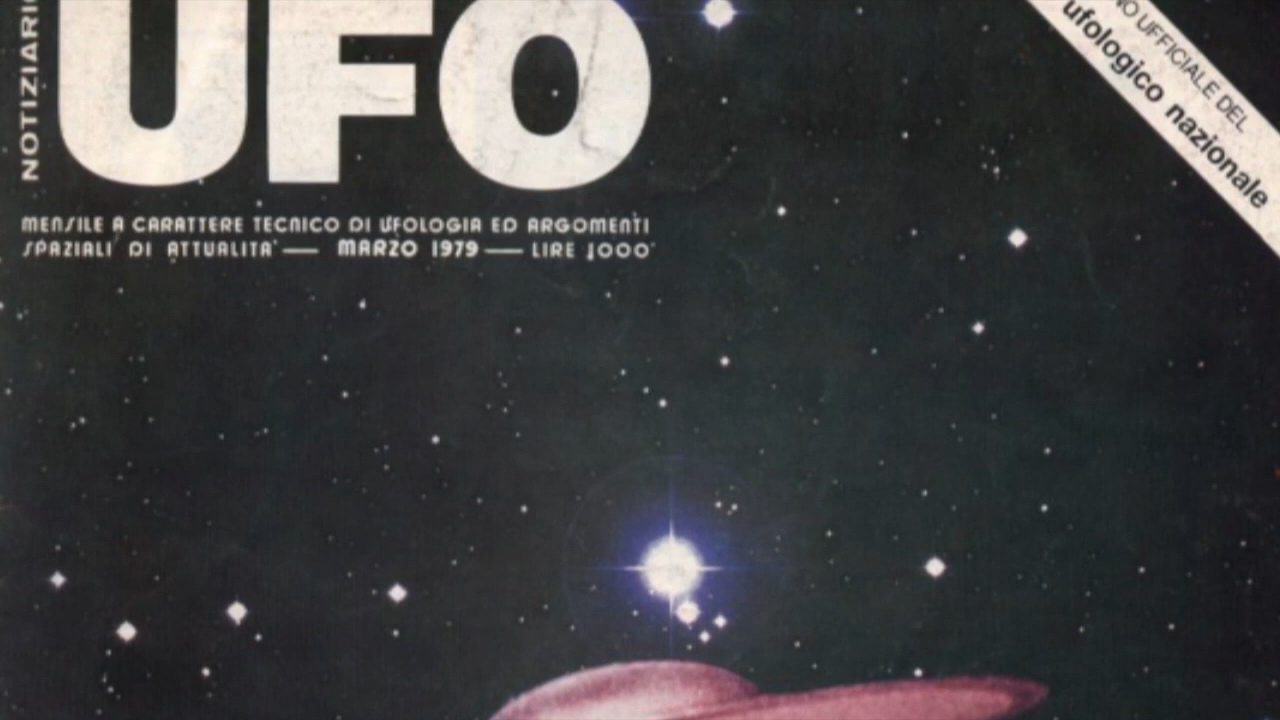 NOTIZIARIO
UFO
MENSILE A CARATTERE TECNICO DI UFOLOGIA ED ARGOMENTI
SPAZIALI DI ATTUALITA' — MARZO 1979 — LIRE 1000
UFFICIALE DEL
ufologico nazionale